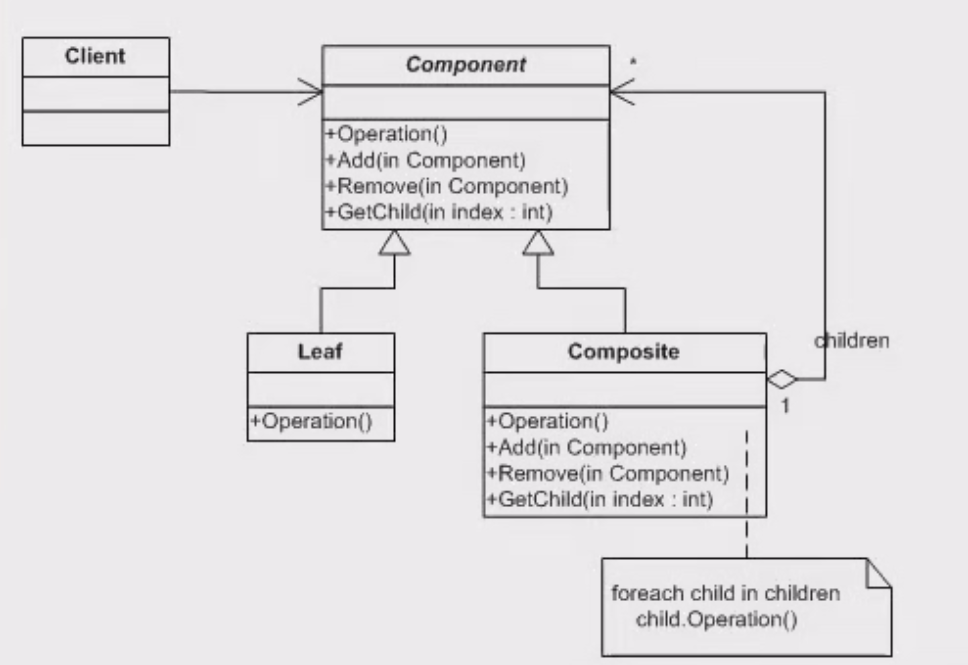 Client
Component
*
+Operation()
+Add(in Component)
+Remove(in Component)
+GetChild(in index : int)
children
Leaf
+Operation()
Composite
1
+Operation()
+Add(in Component)
+Remove(in Component)
+GetChild(in index : int)
foreach child in children
child.Operation()